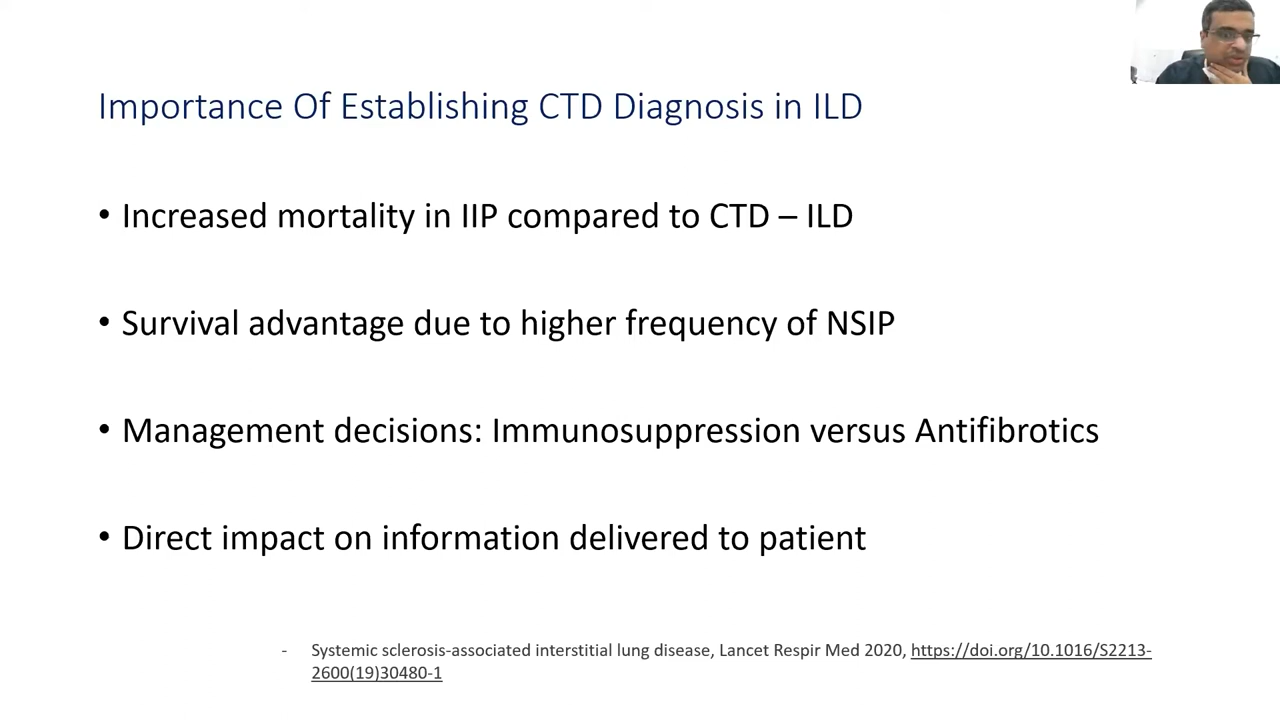 Importance Of Establishing CTD Diagnosis in ILD
• Increased mortality in IIP compared to CTD – ILD
• Survival advantage due to higher frequency of NSIP
• Management decisions: Immunosuppression versus Antifibrotics
• Direct impact on information delivered to patient
- Systemic sclerosis-associated interstitial lung disease, Lancet Respir Med 2020, https://doi.org/10.1016/S2213-
2600(19)30480-1